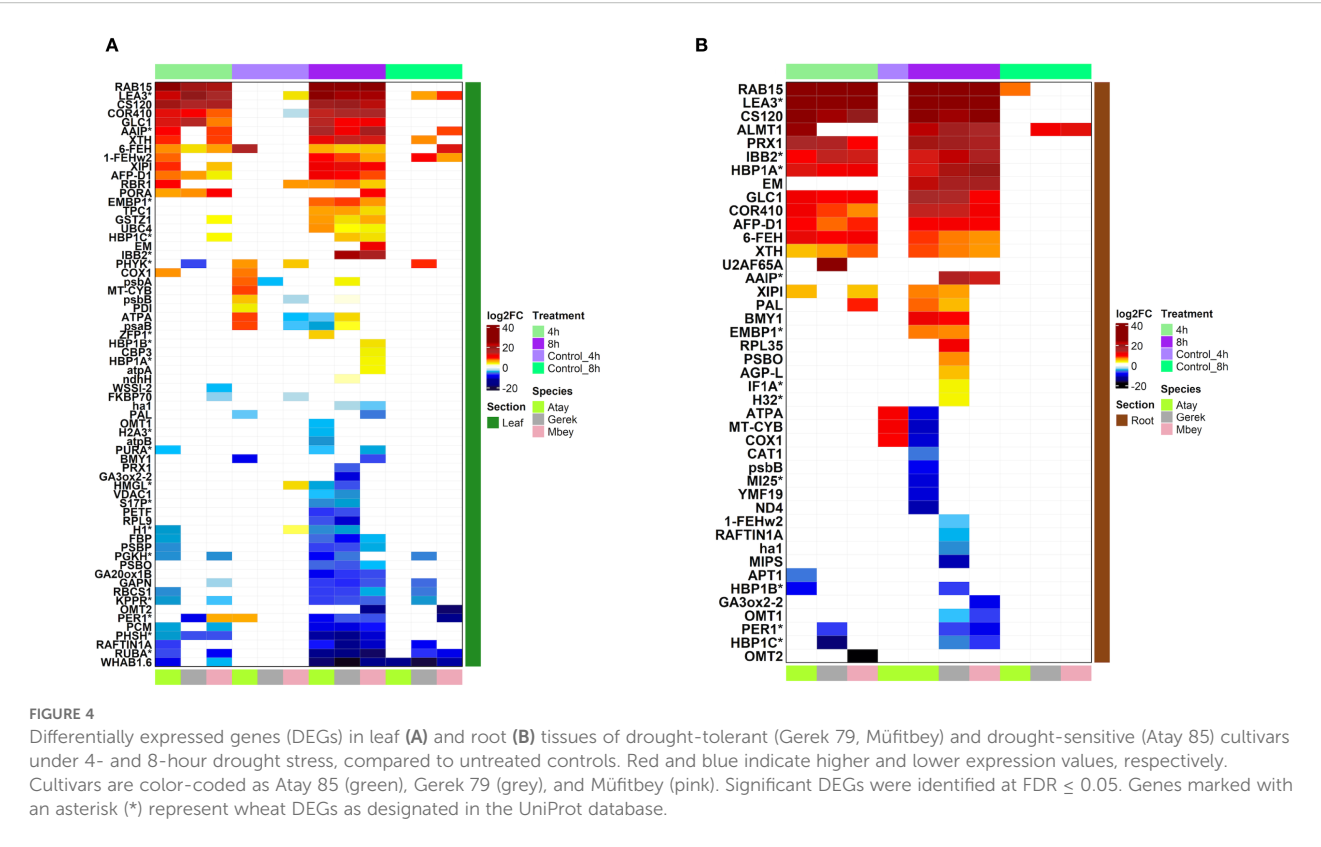 A
B
RAB15
LEA3*
CS120
COR410
GLC1
AAIP*
XTH
6-FEH
1-FEHw2
XIPI
AFP-D1
RBR1
PORA
EMBP1*
TPC1
GSTZ1
UBC4
HBP1C*
EM
IBB2*
PHYK*
COX1
psbA
MT-CYB
psbB
PDI
ATPA
psaB
ZFP1*
HBP1B*
CBP3
HBP1A*
atpA
ndhH
WSSI-2
FKBP70
ha1
PAL
OMT1
H2A3*
atpB
PURA*
BMY1
PRX1
GA3ox2-2
HMGL*
VDAC1
S17P*
PETF
RPL9
H1*
FBP
PSBP
PGKH*
PSBO
GA20ox1B
GAPN
RBCS1
KPPR*
OMT2
PER1*
PCM
PHSH*
RAFTIN1A
RUBA*
WHAB1.6
log2FC
40
20
0
-20
Treatment
4h
8h
Control_4h
Control_8h
Species
Atay
Gerek
Mbey
Section
Leaf
RAB15
LEA3*
CS120
ALMT1
PRX1
IBB2*
HBP1A*
EM
GLC1
COR410
AFP-D1
6-FEH
XTH
U2AF65A
AAIP*
XIPI
PAL
BMY1
EMBP1*
RPL35
PSBO
AGP-L
IF1A*
H32*
ATPA
MT-CYB
COX1
CAT1
psbB
MI25*
YMF19
ND4
1-FEHw2
RAFTIN1A
ha1
MIPS
APT1
HBP1B*
GA3ox2-2
OMT1
PER1*
HBP1C*
OMT2
log2FC
40
20
0
-20
Treatment
4h
8h
Control_4h
Control_8h
Species
Atay
Gerek
Mbey
Section
Root
FIGURE 4
Differentially expressed genes (DEGs) in leaf (A) and root (B) tissues of drought-tolerant (Gerek 79, Müfitbey) and drought-sensitive (Atay 85) cultivars
under 4- and 8-hour drought stress, compared to untreated controls. Red and blue indicate higher and lower expression values, respectively.
Cultivars are color-coded as Atay 85 (green), Gerek 79 (grey), and Müfitbey (pink). Significant DEGs were identified at FDR ≤ 0.05. Genes marked with
an asterisk (*) represent wheat DEGs as designated in the UniProt database.